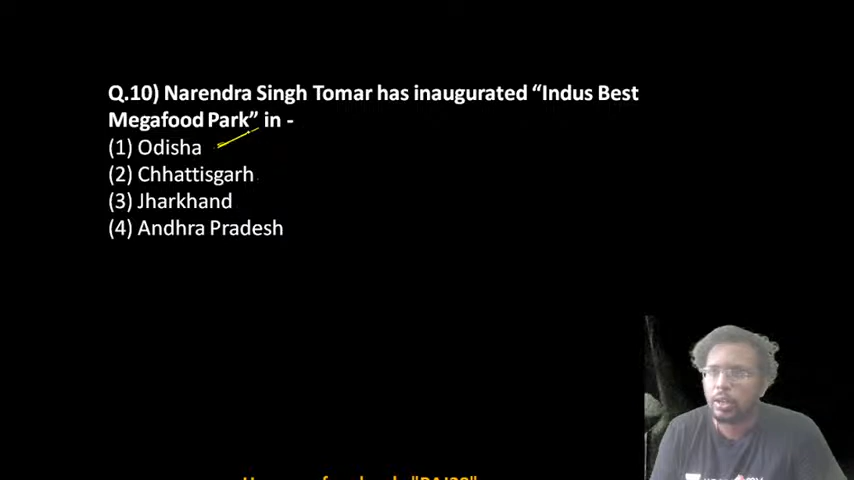 Q.10) Narendra Singh Tomar has inaugurated “Indus Best
Megafood Park” in -
(1) Odisha
(2) Chhattisgarh
(3) Jharkhand
(4) Andhra Pradesh